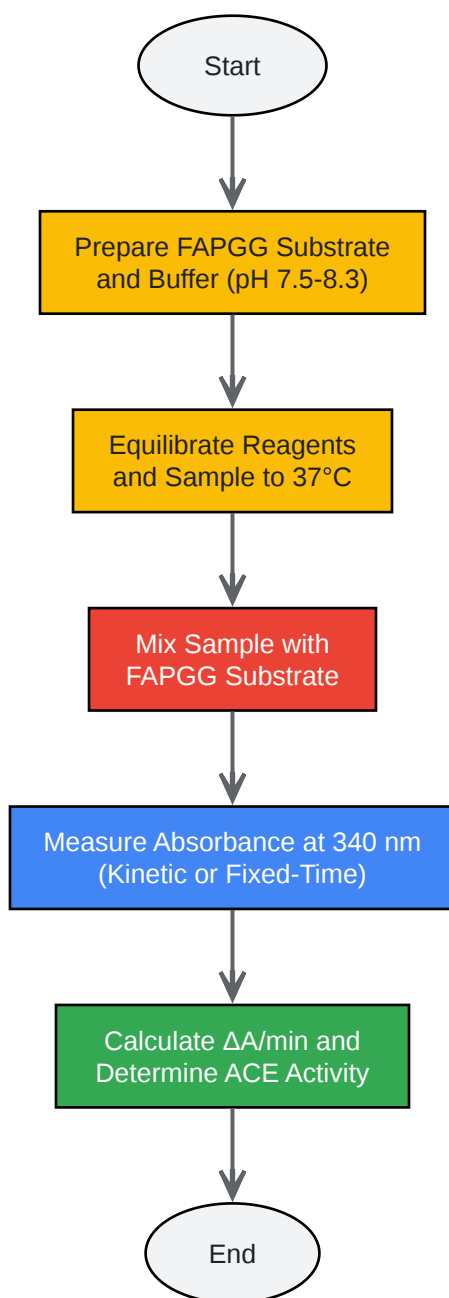 Start
Prepare FAPGG Substrate
and Buffer (pH 7.5-8.3)
Equilibrate Reagents
and Sample to 37°C
Mix Sample with
FAPGG Substrate
Measure Absorbance at 340 nm
(Kinetic or Fixed-Time)
Calculate ΔA/min and
Determine ACE Activity
End